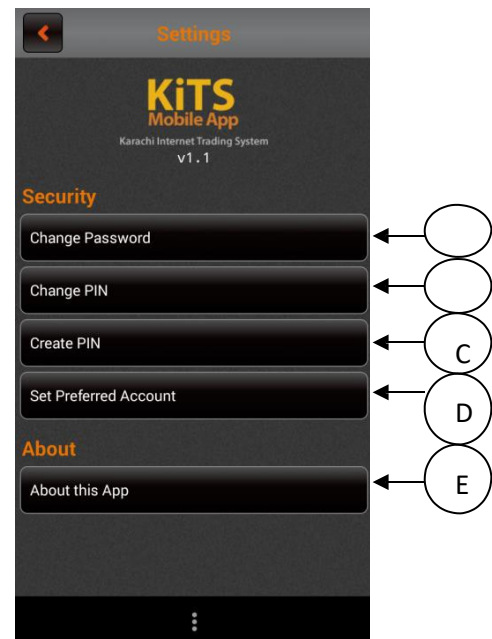 Settings
KiTS
Mobile App
Karachi Internet Trading System
v1.1
Security
Change Password
Change PIN
Create PIN
C
Set Preferred Account
D
About
About this App
E